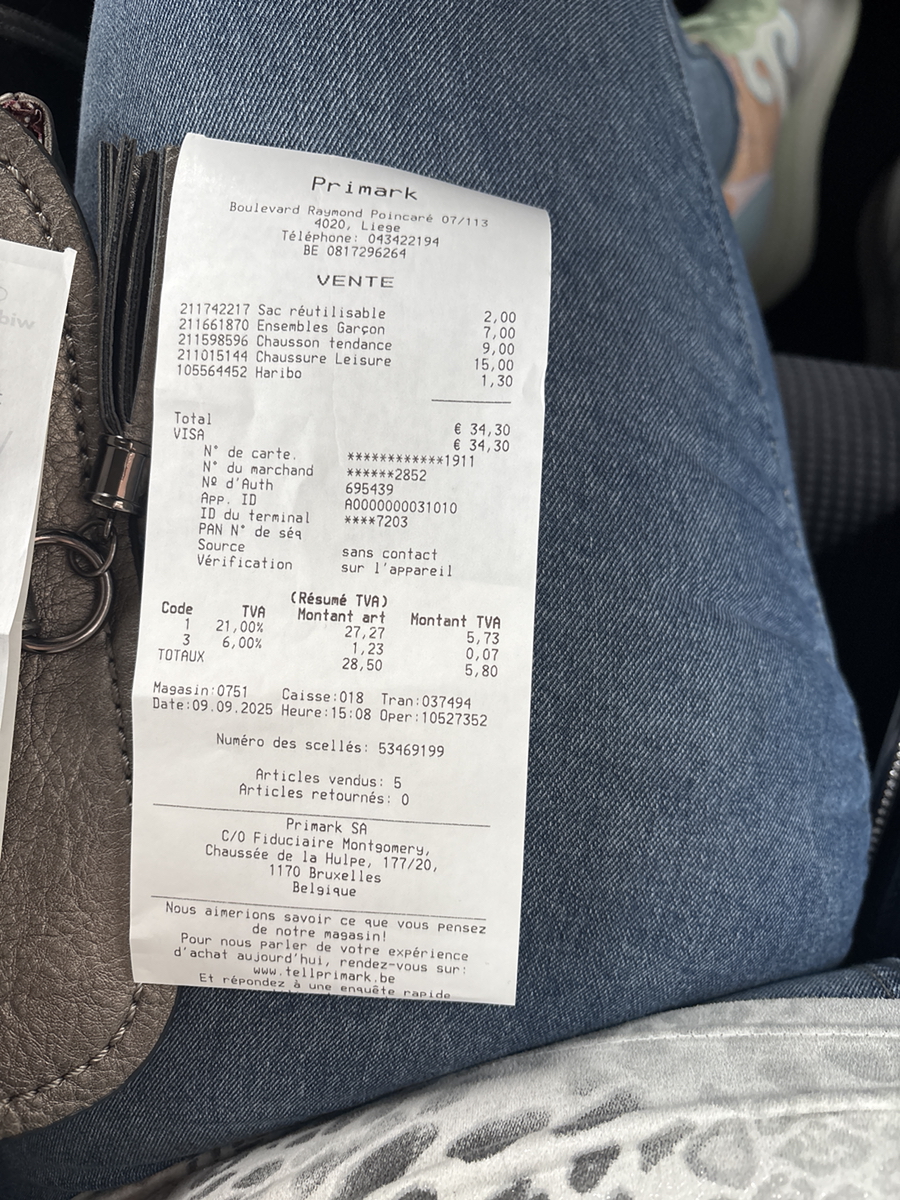 Primark
Boulevard Raymond Poincaré 07/113
4020, Liege
Téléphone: 043422194
BE 0817296264
VENTE
211742217 Sac réutilisable 2,00
211661870 Ensembles Garçon 7,00
211598596 Chausson tendance 9,00
211015144 Chaussure Leisure 15,00
105564452 Haribo 1,30
Total € 34,30
VISA € 34,30
N° de carte. ************1911
N° du marchand ******2852
Nº d'Auth 695439
App. ID A0000000031010
ID du terminal ****7203
PAN N° de séq
Source sans contact
Vérification sur l'appareil
(Résumé TVA)
Code TVA Montant art Montant TVA
1 21,00% 27,27 5,73
3 6,00% 1,23 0,07
TOTAUX 28,50 5,80
Magasin:0751 Caisse:018 Tran:037494
Date:09.09.2025 Heure:15:08 Oper:10527352
Numéro des scellés: 53469199
Articles vendus: 5
Articles retournés: 0
Primark SA
C/O Fiduciaire Montgomery,
Chaussée de la Hulpe, 177/20,
1170 Bruxelles
Belgique
Nous aimerions savoir ce que vous pensez
de notre magasin!
Pour nous parler de votre expérience
d'achat aujourd'hui, rendez-vous sur:
www.tellprimark.be
Et répondez à une enquête rapide